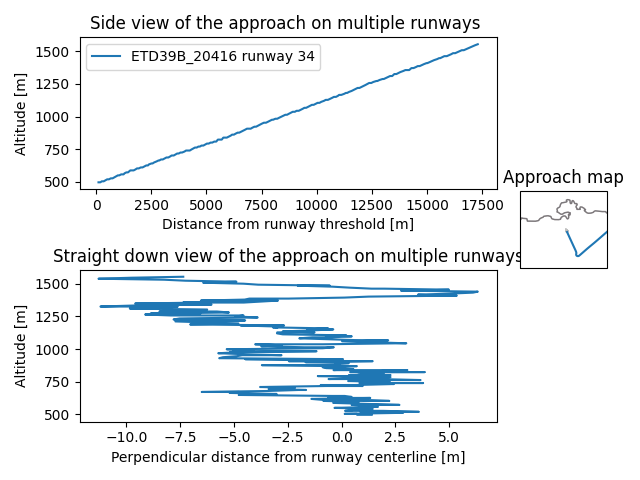 Side view of the approach on multiple runways
1500
1250
1000
750
500
Altitude [m]
ETD39B_20416 runway 34
0 2500 5000 7500 10000 12500 15000 17500
Distance from runway threshold [m]
Approach map
Straight down view of the approach on multiple runways
1500
1250
1000
750
500
Altitude [m]
−10.0 −7.5 −5.0 −2.5 0.0 2.5 5.0
Perpendicular distance from runway centerline [m]